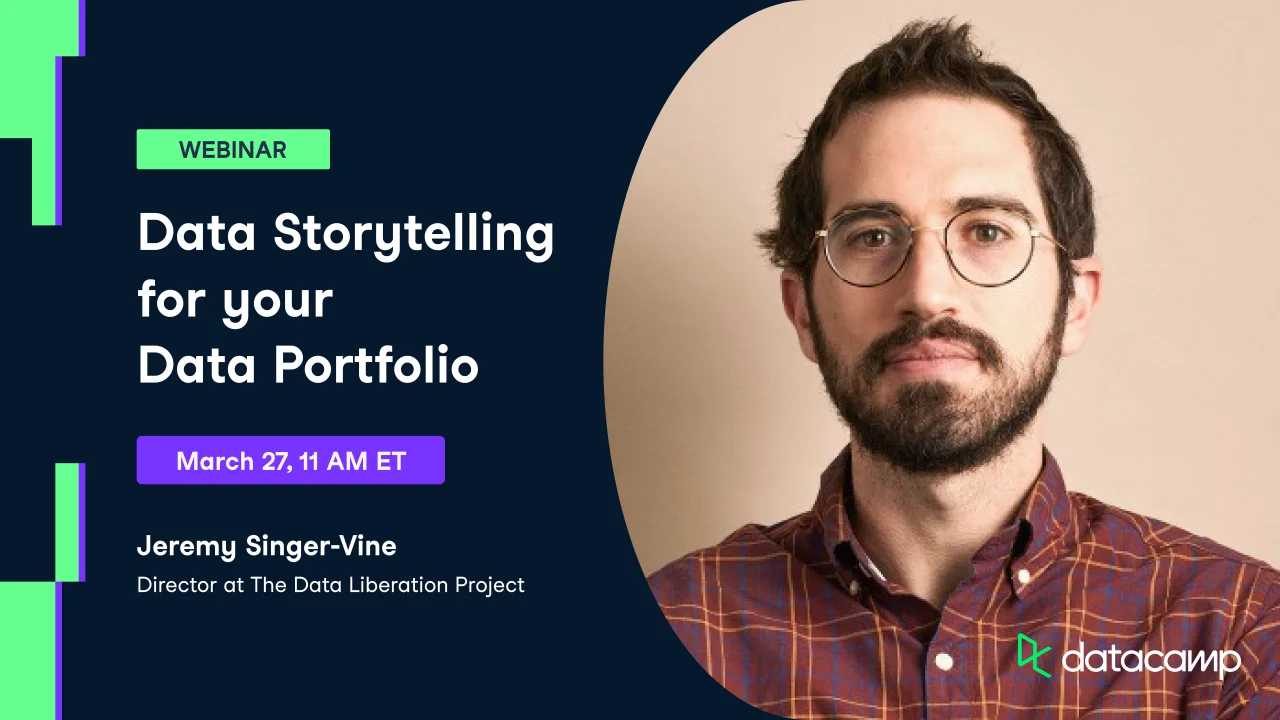 WEBINAR
Data Storytelling
for your
Data Portfolio
March 27, 11 AM ET
Jeremy Singer-Vine
Director at The Data Liberation Project
datacamp